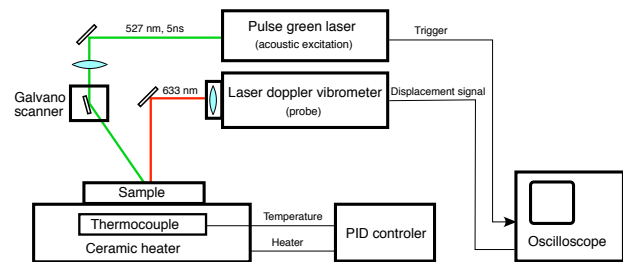 527 nm, 5ns
Pulse green laser
(acoustic excitation)
Trigger
Galvano
scanner
633 nm
Laser doppler vibrometer
(probe)
Displacement signal
Sample
Thermocouple
Ceramic heater
Temperature
Heater
PID controler
Oscilloscope